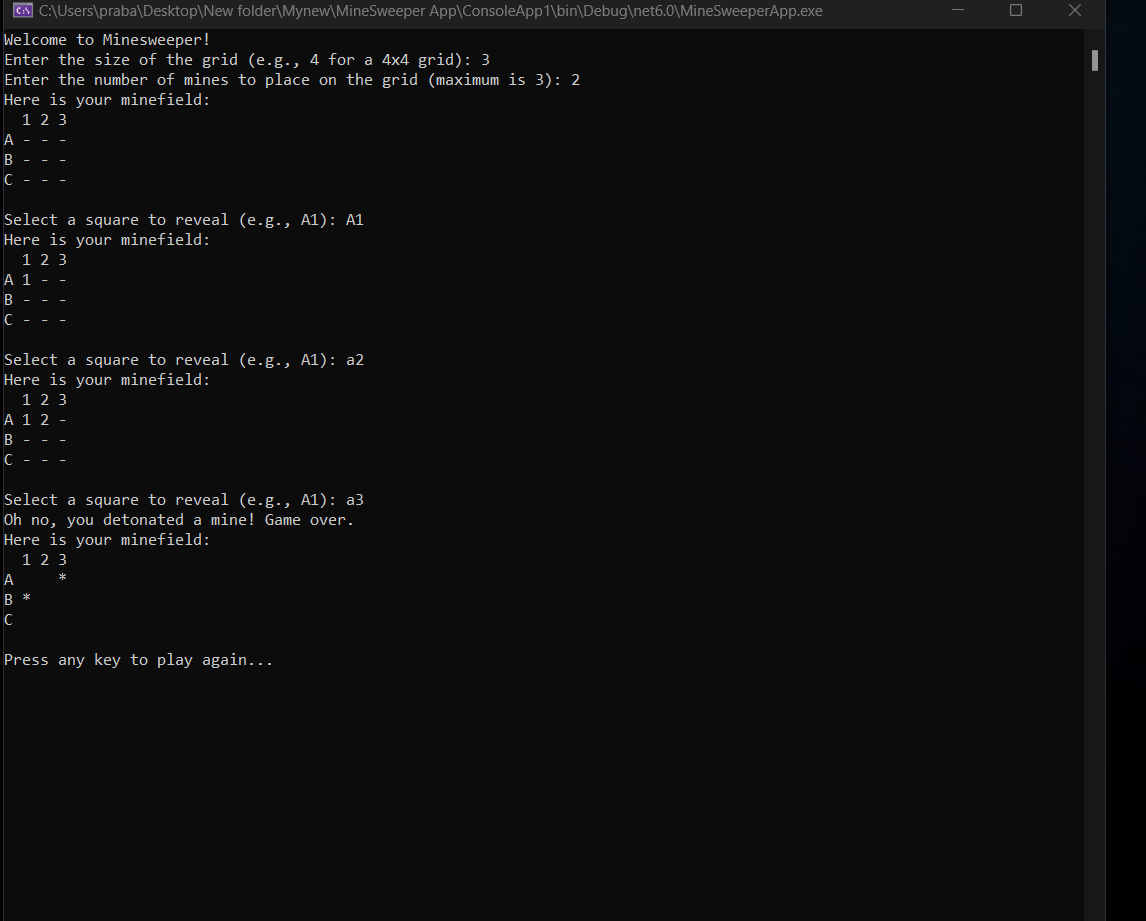 C:\Users\praba\Desktop\New folder\Mynew\MineSweeper App\ConsoleApp1\bin\Debug\net6.0\MineSweeperApp.exe
Welcome to Minesweeper!
Enter the size of the grid (e.g., 4 for a 4x4 grid): 3
Enter the number of mines to place on the grid (maximum is 3): 2
Here is your minefield:
  1 2 3
A - - -
B - - -
C - - -

Select a square to reveal (e.g., A1): A1
Here is your minefield:
  1 2 3
A 1 - -
B - - -
C - - -

Select a square to reveal (e.g., A1): a2
Here is your minefield:
  1 2 3
A 1 2 -
B - - -
C - - -

Select a square to reveal (e.g., A1): a3
Oh no, you detonated a mine! Game over.
Here is your minefield:
  1 2 3
A     *
B *
C

Press any key to play again...